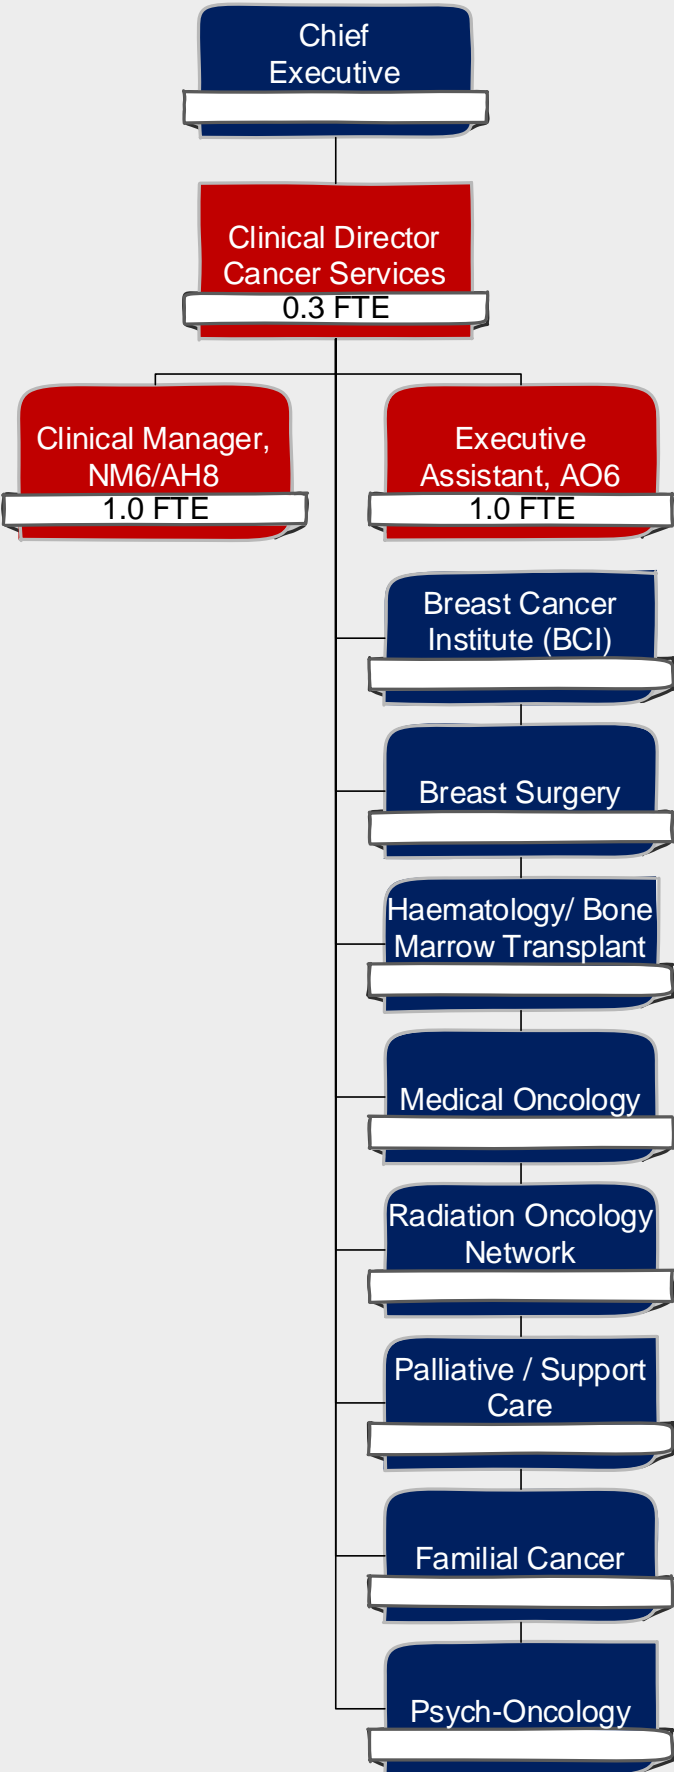 Chief
Executive
Clinical Director
Cancer Services
0.3 FTE
Clinical Manager,
NM6/AH8
1.0 FTE
Executive
Assistant, AO6
1.0 FTE
Breast Cancer
Institute (BCI)
Breast Surgery
Haematology/ Bone
Marrow Transplant
Medical Oncology
Radiation Oncology
Network
Palliative / Support
Care
Familial Cancer
Psych-Oncology